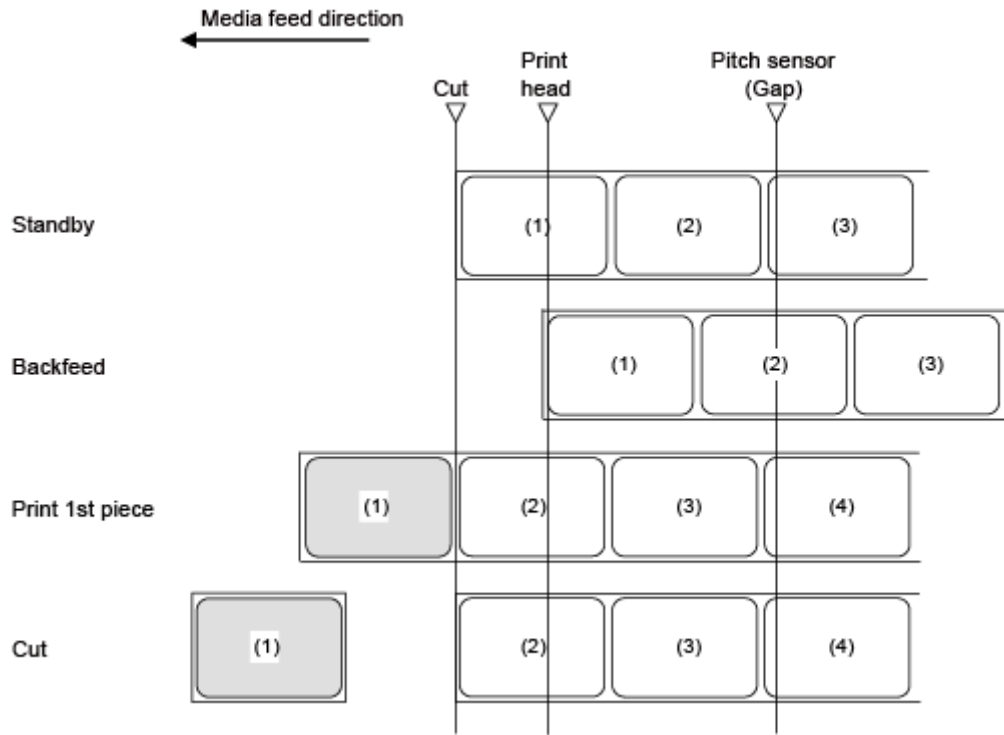 Media feed direction
Cut
Print
head
Pitch sensor
(Gap)
Standby
(1)
(2)
(3)
Backfeed
(1)
(2)
(3)
Print 1st piece
(1)
(2)
(3)
(4)
Cut
(1)
(2)
(3)
(4)